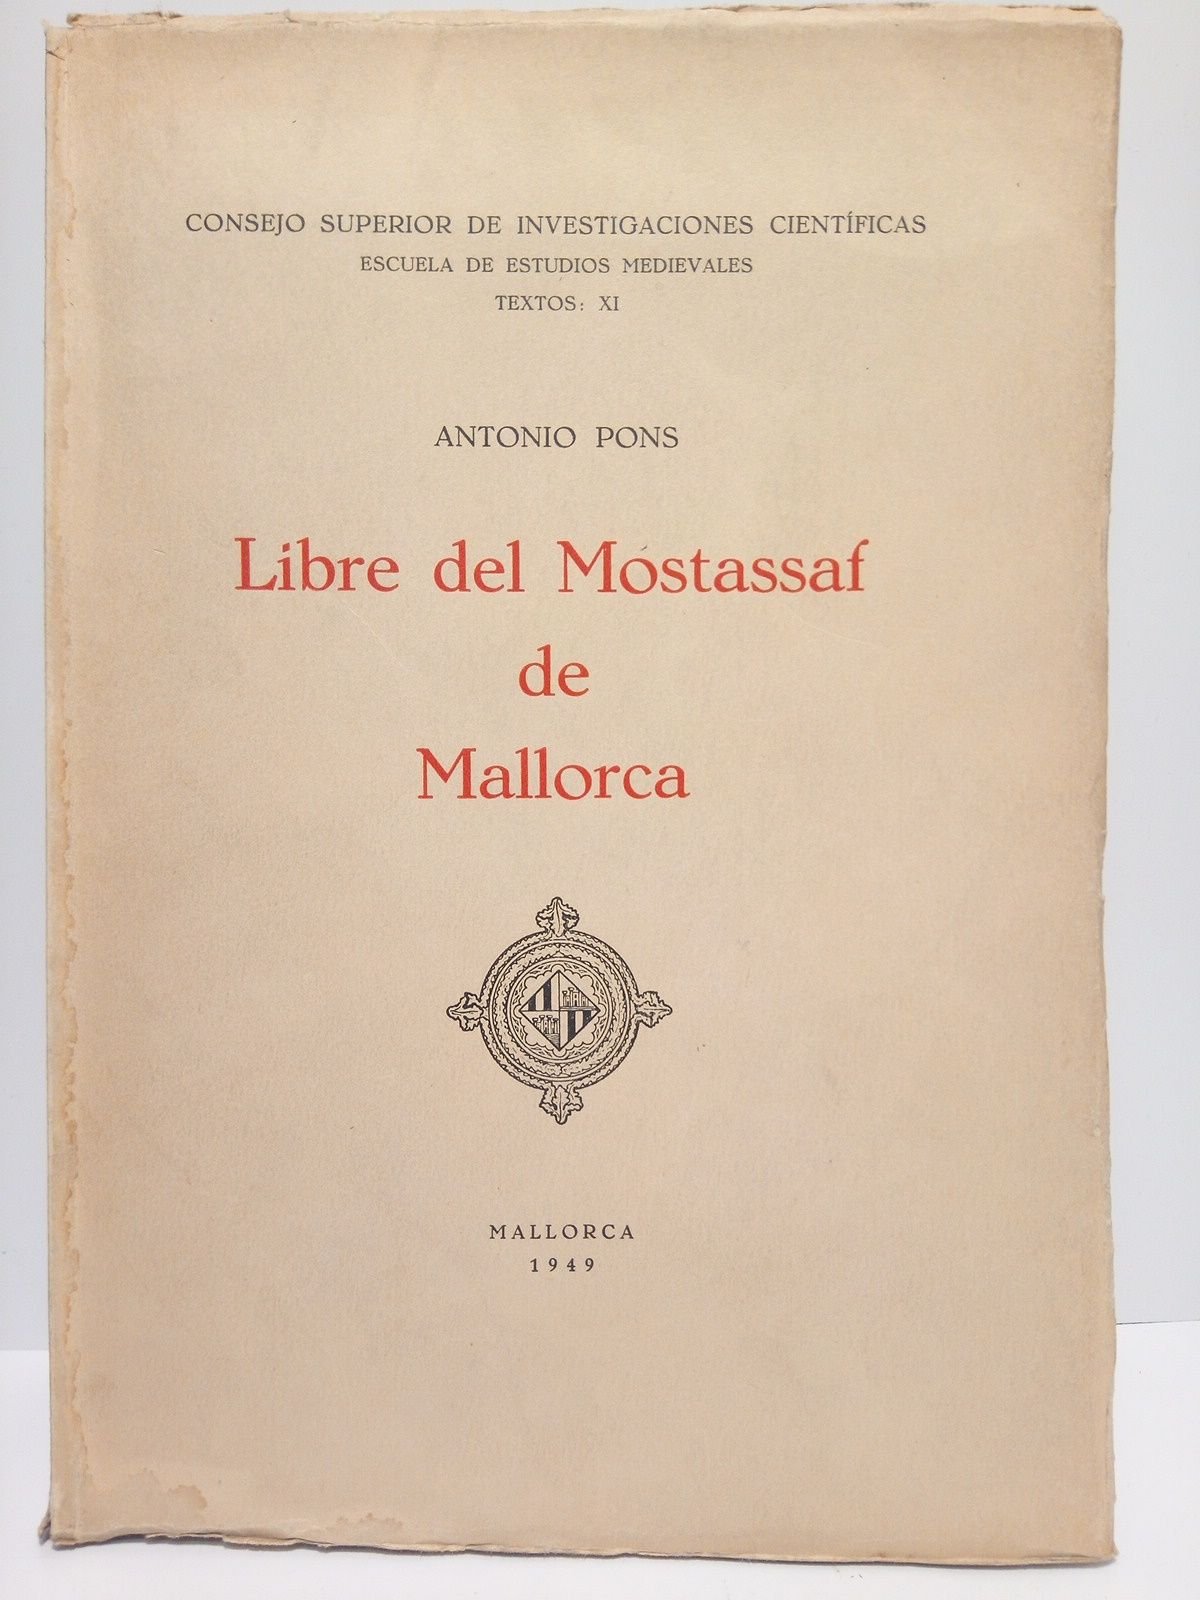 CONSEJO SUPERIOR DE INVESTIGACIONES CIENTÍFICAS
ESCUELA DE ESTUDIOS MEDIEVALES
TEXTOS: XI
ANTONIO PONS
Libre del Mostassaf
de
Mallorca
MALLORCA
1949